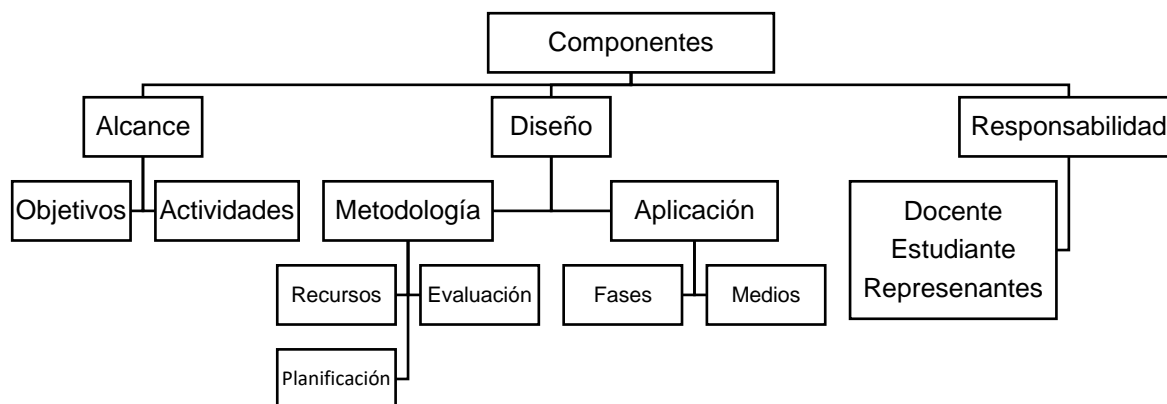 Componentes
Alcance
Diseño
Responsabilidad
Objetivos
Actividades
Metodología
Aplicación
Docente
Estudiante
Represenantes
Recursos
Evaluación
Fases
Medios
Planificación